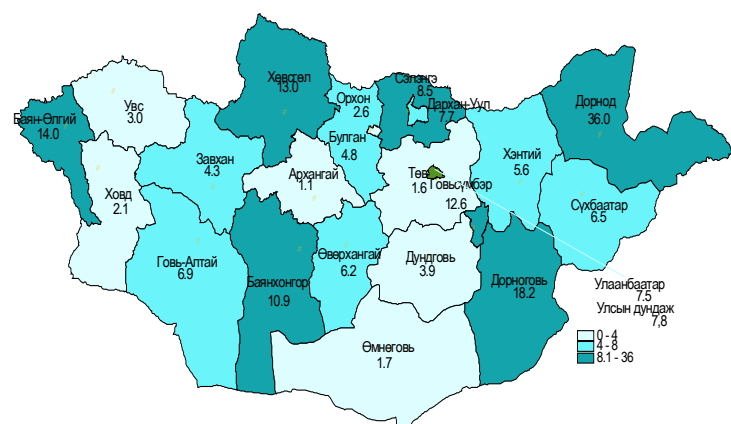 Хөвсгөл
13.0
Увс
3.0
Баян-Өлгий
14.0
Завхан
4.3
Ховд
2.1
Говь-Алтай
6.9
Архангай
1.1
Баянхонгор
10.9
Орхон
2.6
Булган
4.8
Өвөрхангай
6.2
Сэлэнгэ
8.5
Дархан-Уул
7.7
Төв
1.6
Говьсүмбэр
12.6
Дундговь
3.9
Өмнөговь
1.7
Дорноговь
18.2
Хэнтий
5.6
Дорнод
36.0
Сүхбаатар
6.5
Улаанбаатар
7.5
Улсын дундаж
7,8
0 - 4
4 - 8
8.1 - 36